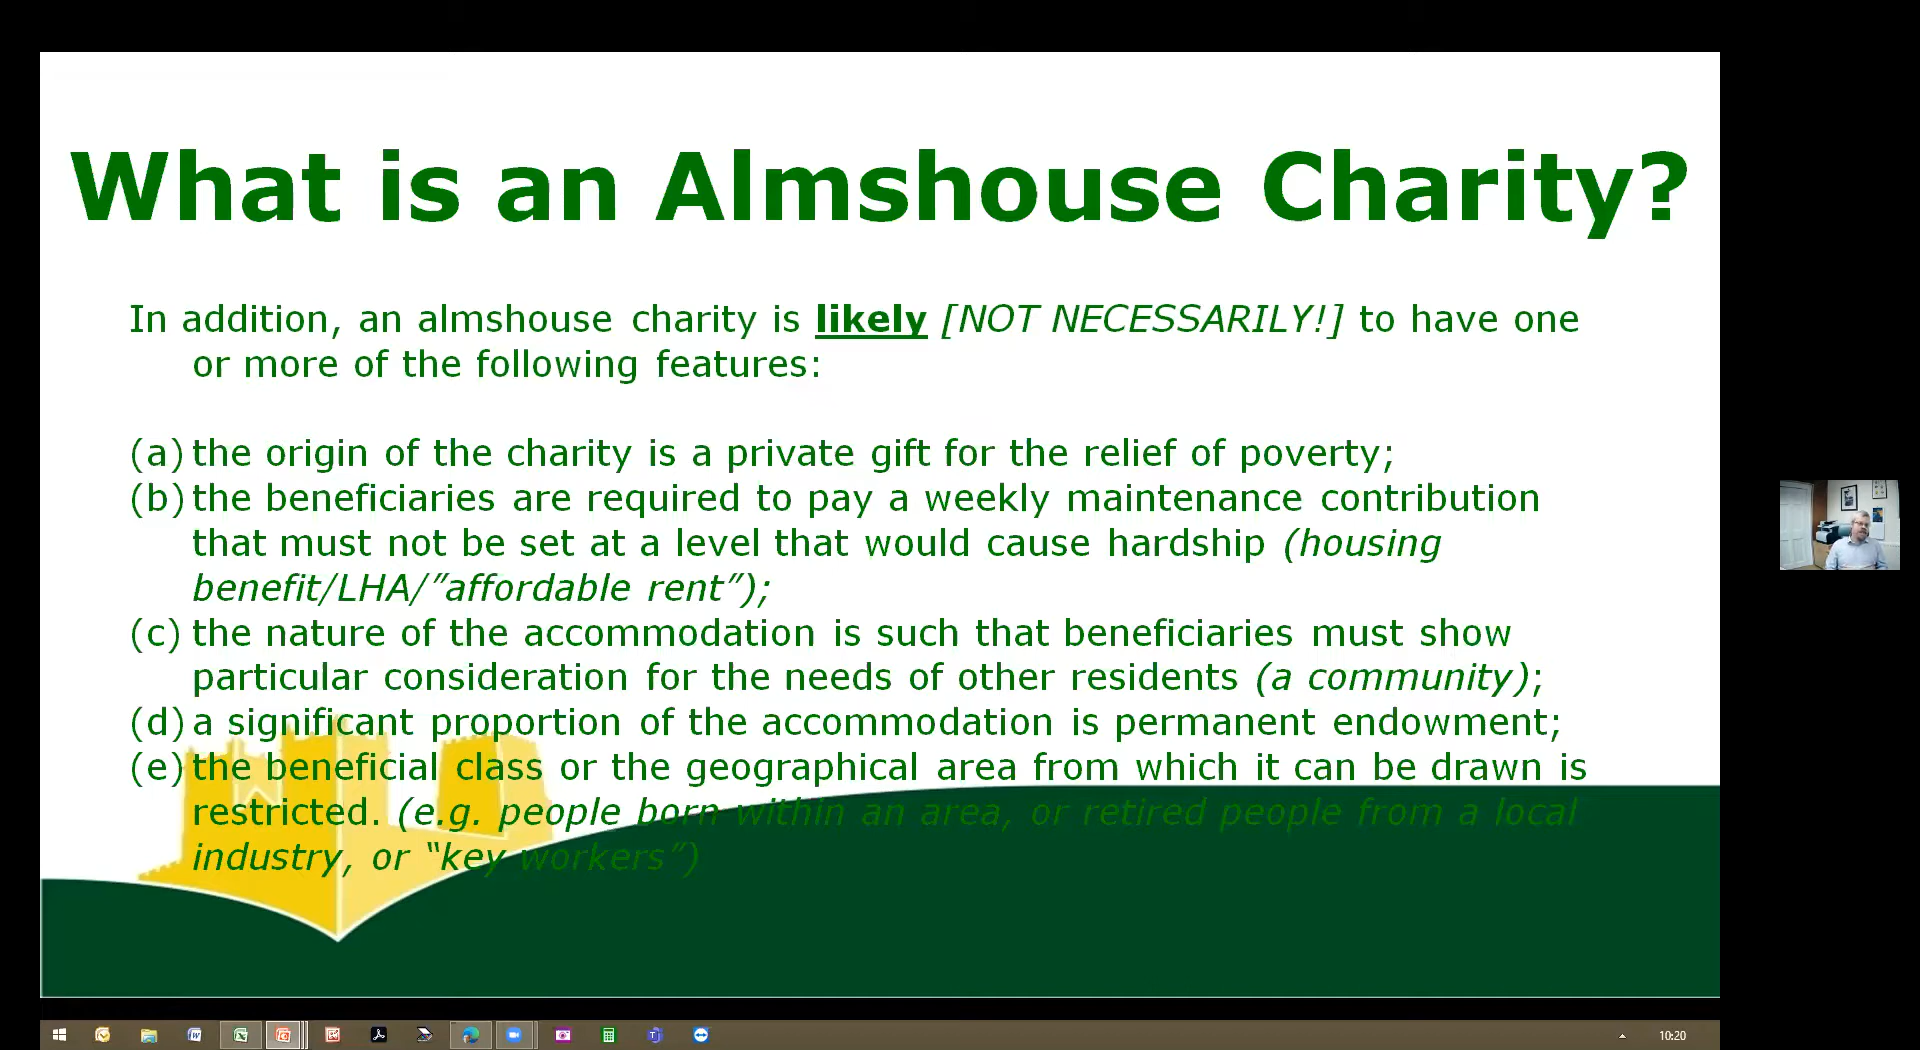 What is an Almshouse Charity?
In addition, an almshouse charity is likely [NOT NECESSARILY!] to have one
or more of the following features:
(a) the origin of the charity is a private gift for the relief of poverty;
(b) the beneficiaries are required to pay a weekly maintenance contribution
that must not be set at a level that would cause hardship (housing
benefit/LHA/”affordable rent”);
(c) the nature of the accommodation is such that beneficiaries must show
particular consideration for the needs of other residents (a community);
(d) a significant proportion of the accommodation is permanent endowment;
(e) the beneficial class or the geographical area from which it can be drawn is
restricted. (e.g. people born within an area, or retired people from a local
industry, or “key workers”)
10:20